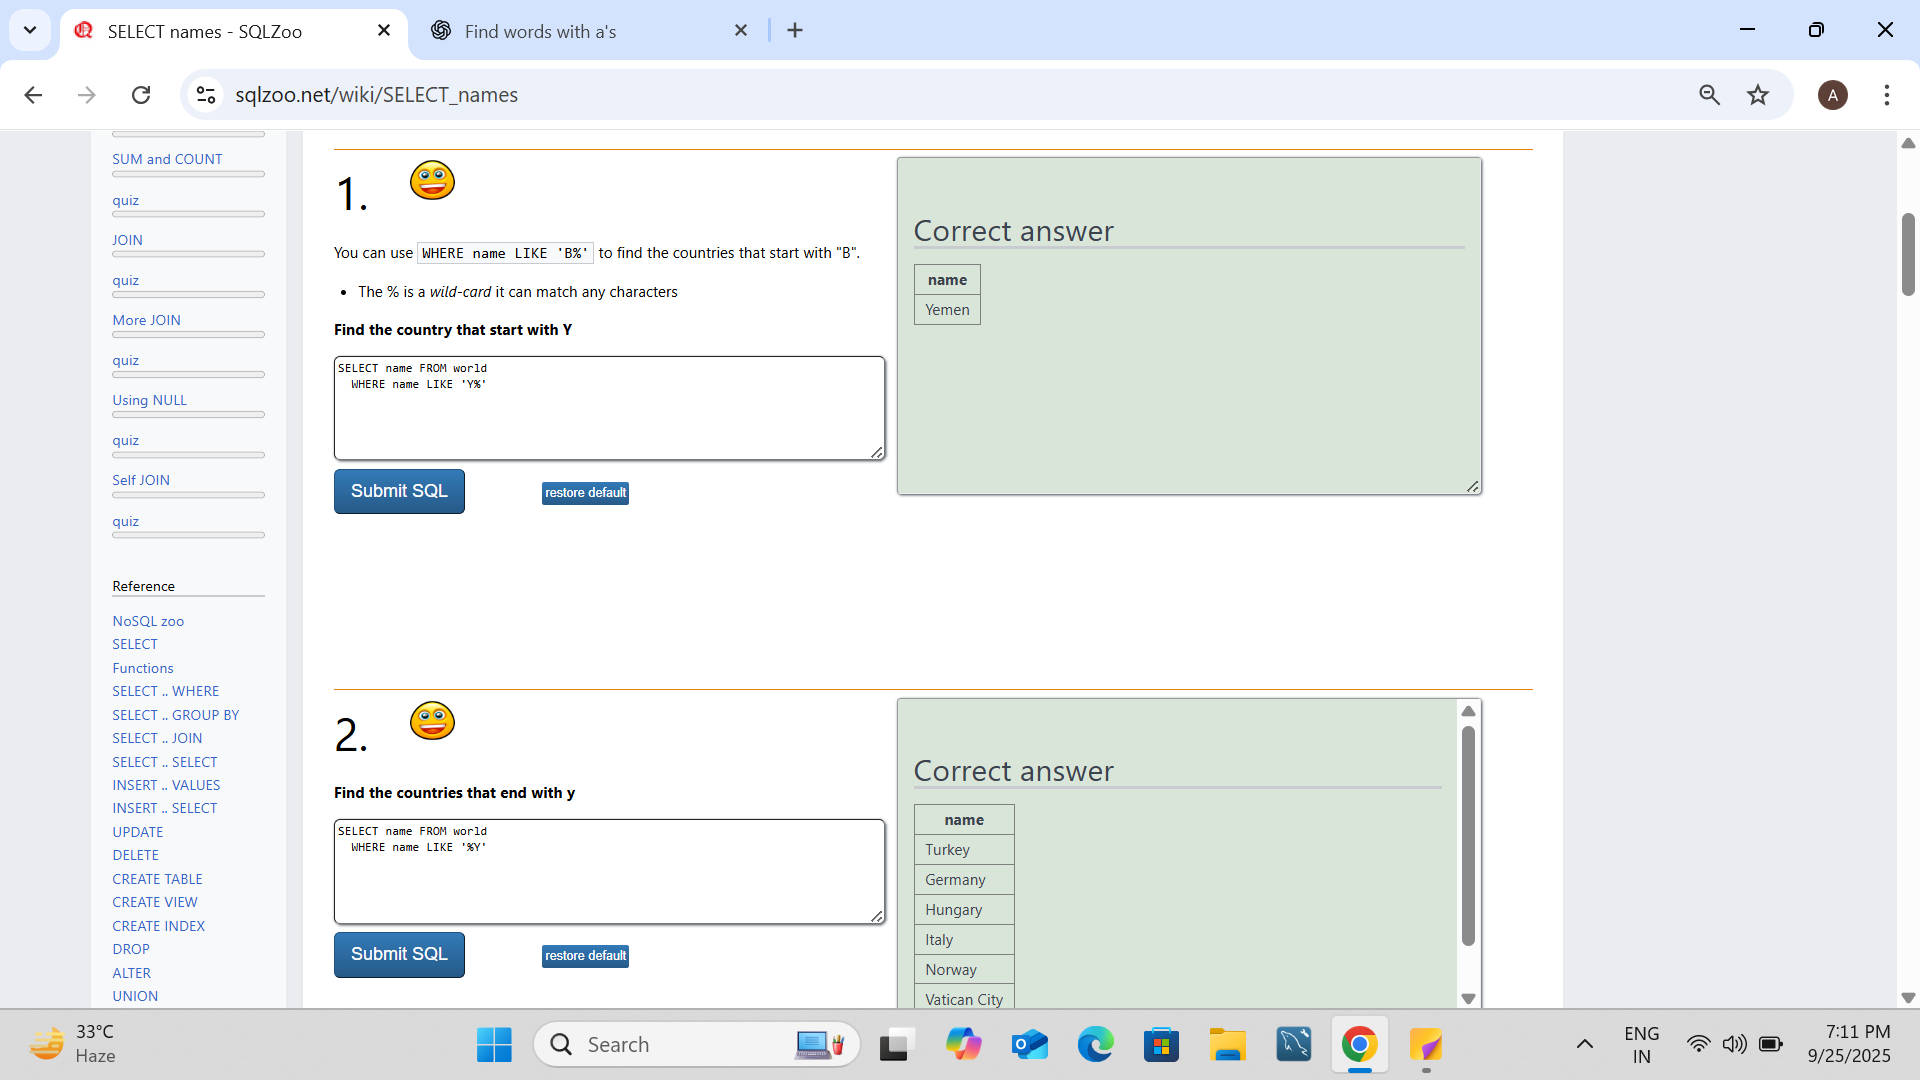 SELECT names - SQLZoo
Find words with a's
sqlzoo.net/wiki/SELECT_names
A
SUM and COUNT
quiz
JOIN
quiz
More JOIN
quiz
Using NULL
quiz
Self JOIN
quiz
Reference
NoSQL zoo
SELECT
Functions
SELECT .. WHERE
SELECT .. GROUP BY
SELECT .. JOIN
SELECT .. SELECT
INSERT .. VALUES
INSERT .. SELECT
UPDATE
DELETE
CREATE TABLE
CREATE VIEW
CREATE INDEX
DROP
ALTER
UNION
1.
You can use WHERE name LIKE 'B%' to find the countries that start with "B".
• The % is a wild-card it can match any characters
Find the country that start with Y
SELECT name FROM world
WHERE name LIKE 'Y%'
Submit SQL
restore default
Correct answer
name
Yemen
2.
Find the countries that end with y
SELECT name FROM world
WHERE name LIKE '%Y'
Submit SQL
restore default
Correct answer
name
Turkey
Germany
Hungary
Italy
Norway
Vatican City
33°C
Haze
Search
ENG
IN
7:11 PM
9/25/2025